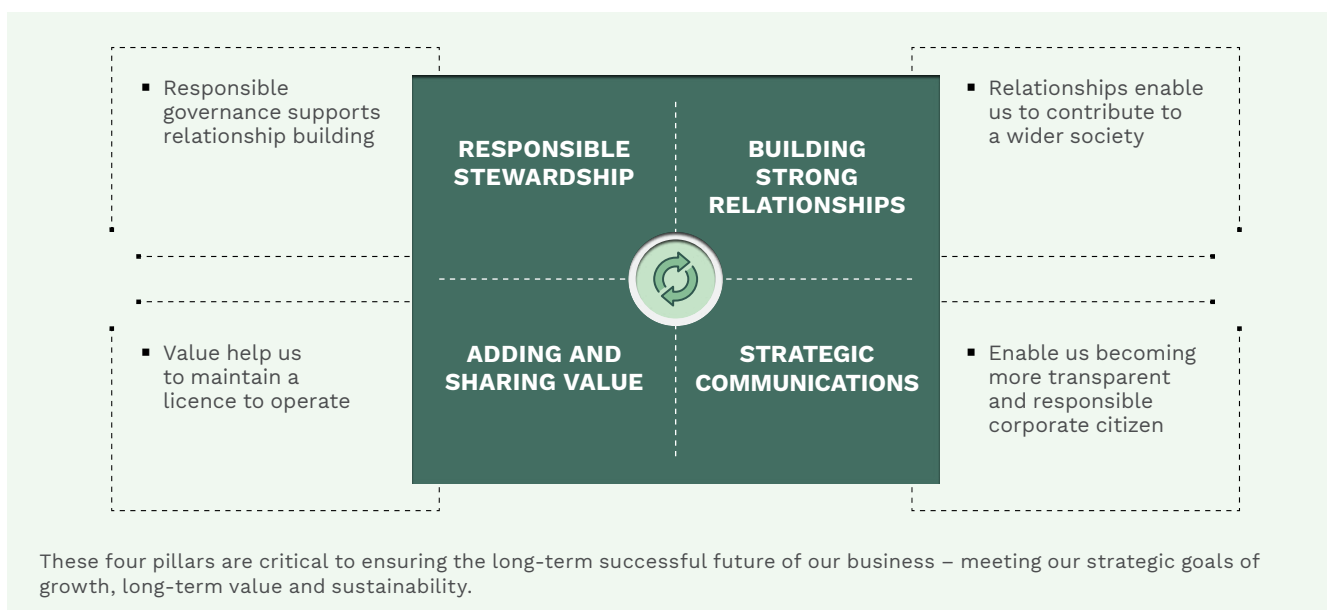 Responsible
governance supports
relationship building
RESPONSIBLE
STEWARDSHIP
BUILDING
STRONG
RELATIONSHIPS
Relationships enable
us to contribute to
a wider society
Value help us
to maintain a
licence to operate
ADDING AND
SHARING VALUE
STRATEGIC
COMMUNICATIONS
Enable us becoming
more transparent
and responsible
corporate citizen
These four pillars are critical to ensuring the long-term successful future of our business – meeting our strategic goals of
growth, long-term value and sustainability.